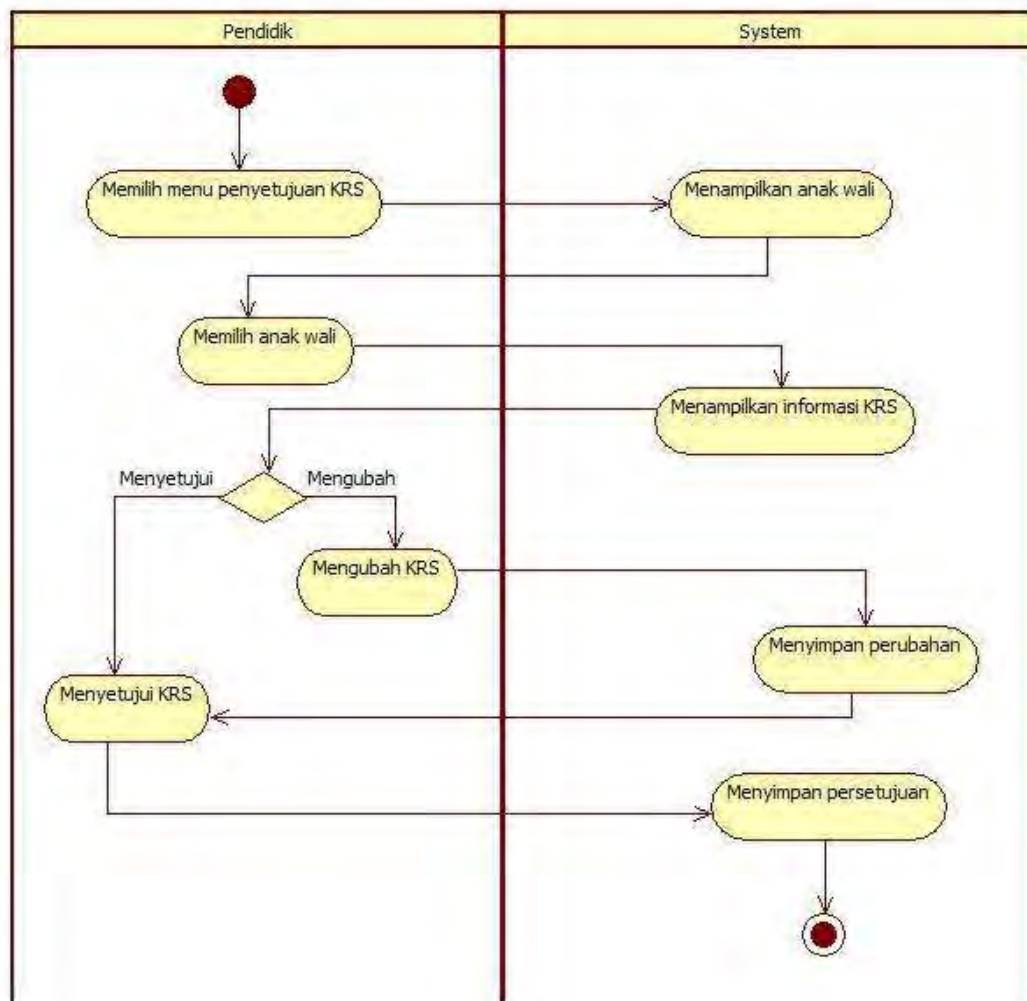 Pendidik
System
Memilih menu penyetujuan KRS
Menampilkan anak wali
Memilih anak wali
Menampilkan informasi KRS
Menyetujui
Mengubah
Mengubah KRS
Menyimpan perubahan
Menyetujui KRS
Menyimpan persetujuan